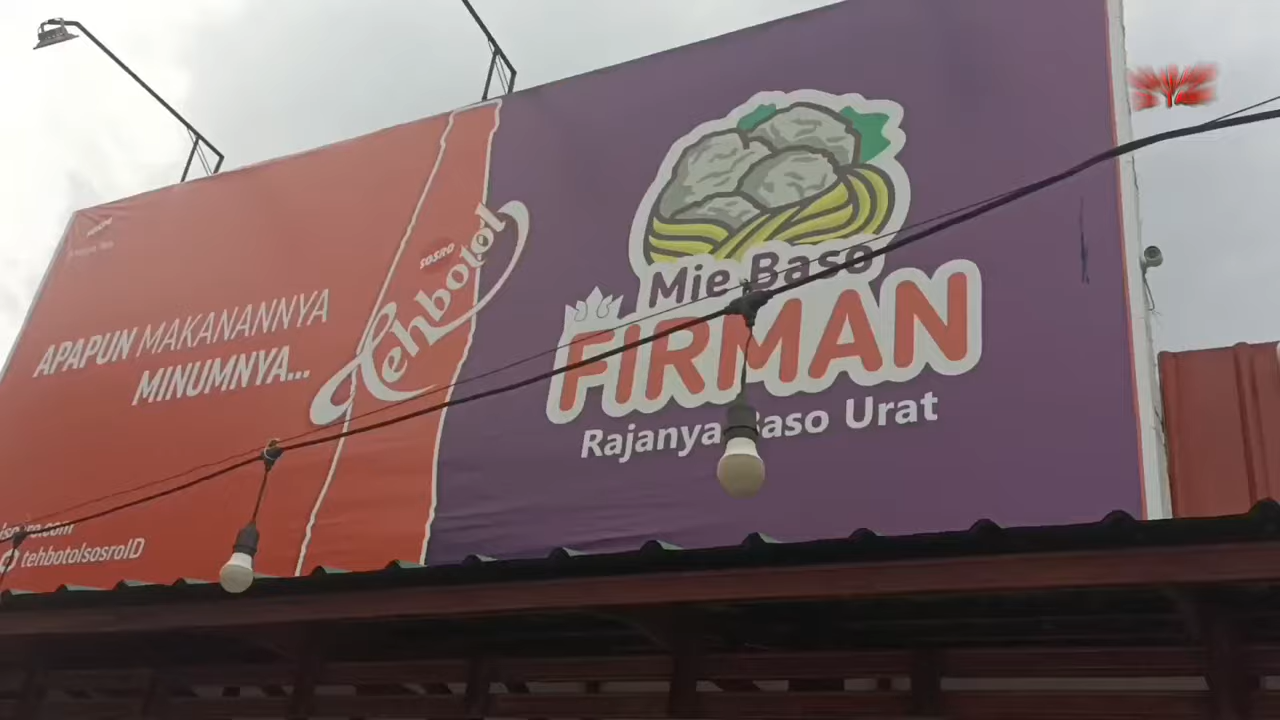 APAPUN MAKANANNYA
MINUMNYA...
SOSRO
Tehbotol
tehbotolsosroID
Mie Baso
FIRMAN
Rajanya Baso Urat